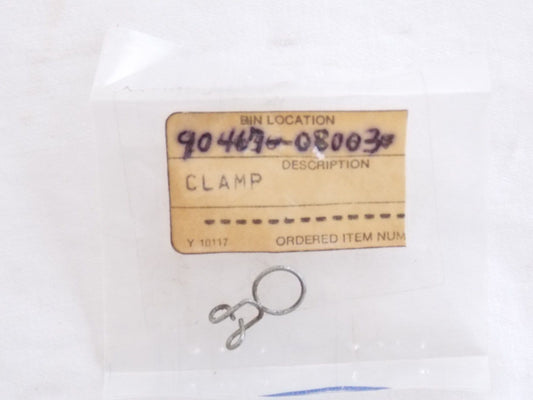 BIN LOCATION
90467-08003
DESCRIPTION
CLAMP
Y 10117
ORDERED ITEM NUM